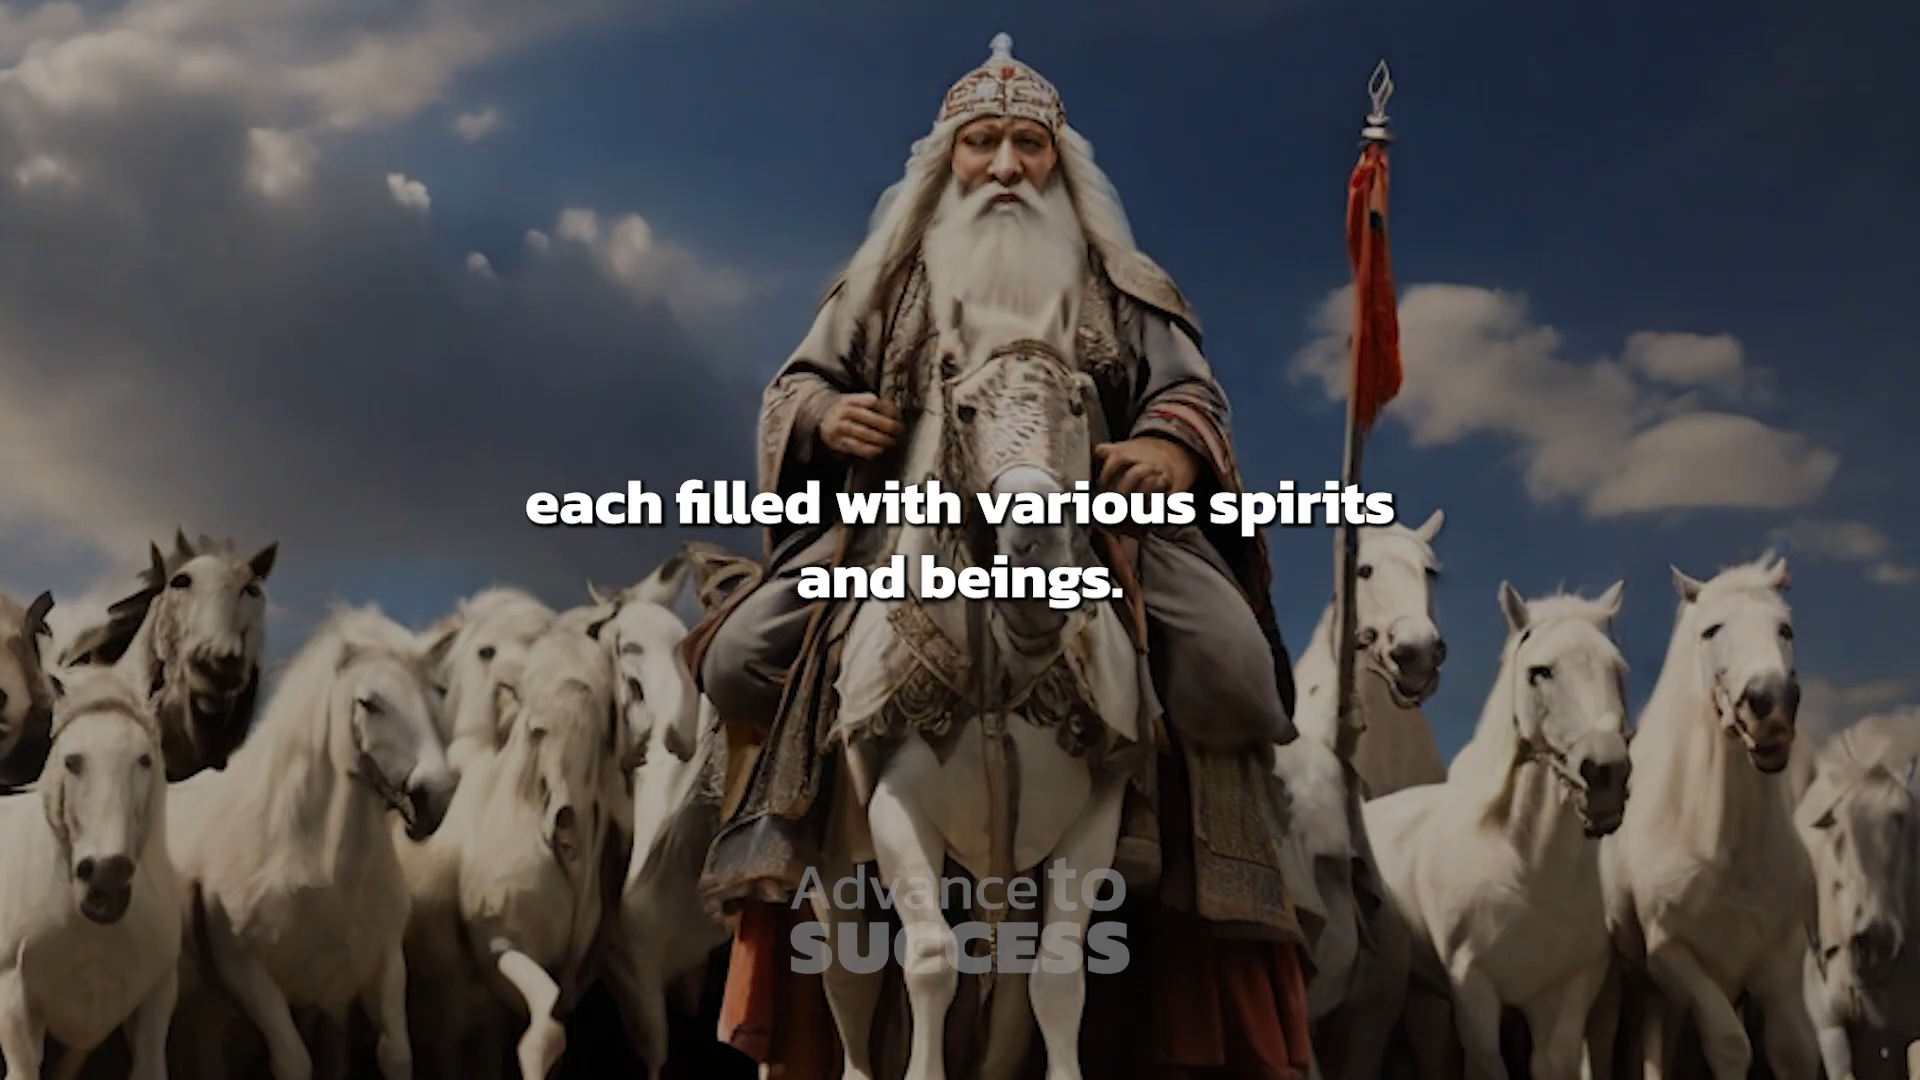 each filled with various spirits
and beings.
Advance to
SUCCESS